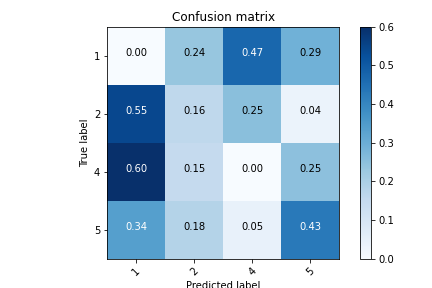 Confusion matrix
0.6
1 0.00 0.24 0.47 0.29
0.5
2 0.55 0.16 0.25 0.04
0.4
True label
0.3
4 0.60 0.15 0.00 0.25
0.2
5 0.34 0.18 0.05 0.43
0.1
0.0
1 2 4 5
Predicted label